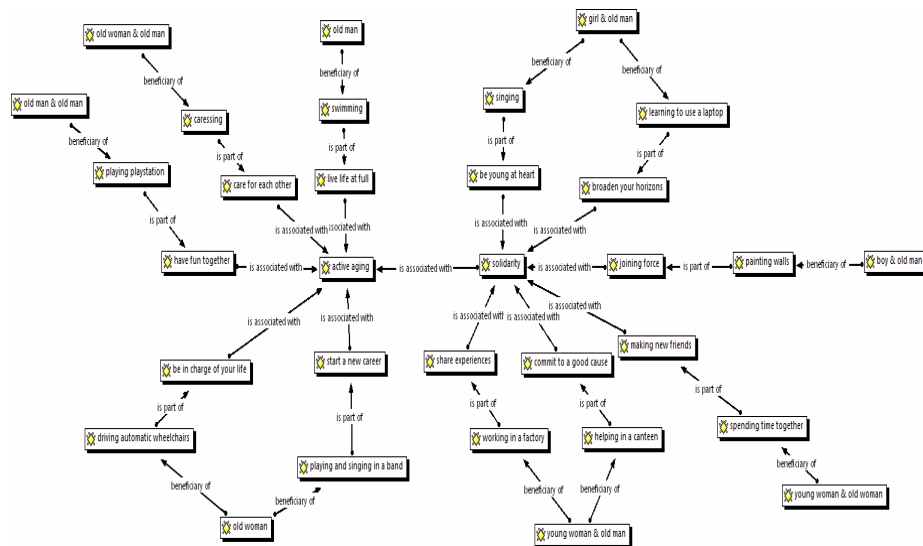 girl & old man
old woman & old man
old man
beneficiary of
beneficiary of
beneficiary of
beneficiary of
old man & old man
singing
swimming
learning to use a laptop
caressing
beneficiary of
is part of
is part of
is part of
is part of
playing playstation
be young at heart
care for each other
live life at full
broaden your horizons
is part of
is associated with
is associated with
ssociated with
is associated with
have fun together
is associated with
active aging
is associated with
solidarity
is associated with
joining force
is part of
painting walls
beneficiary of
boy & old man
is associated with
is associated with
is associated with
is associated with
is associated with
making new friends
start a new career
share experiences
commit to a good cause
be in charge of your life
is part of
is part of
is part of
is part of
is part of
spending time together
driving automatic wheelchairs
working in a factory
helping in a canteen
playing and singing in a band
beneficiary of
beneficiary of
beneficiary of
beneficiary of
beneficiary of
young woman & old woman
old woman
young woman & old man